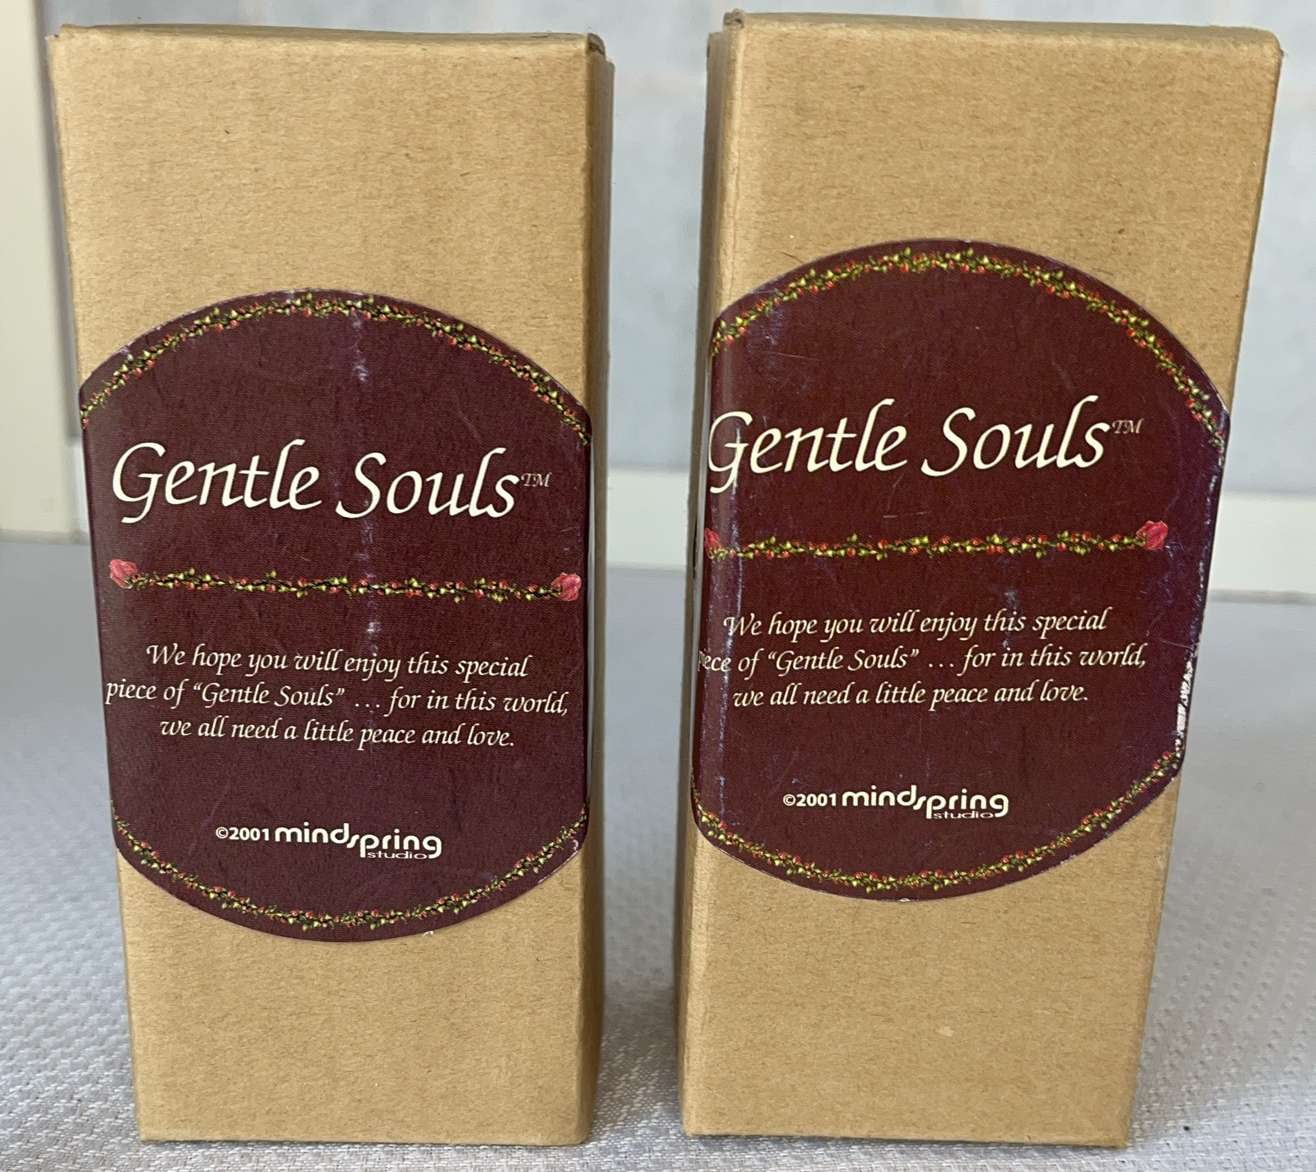 Gentle Souls™
We hope you will enjoy this special
piece of “Gentle Souls” ... for in this world,
we all need a little peace and love.
©2001 mindspring
studio
Gentle Souls™
We hope you will enjoy this special
piece of “Gentle Souls” ... for in this world,
we all need a little peace and love.
©2001 mindspring
studio